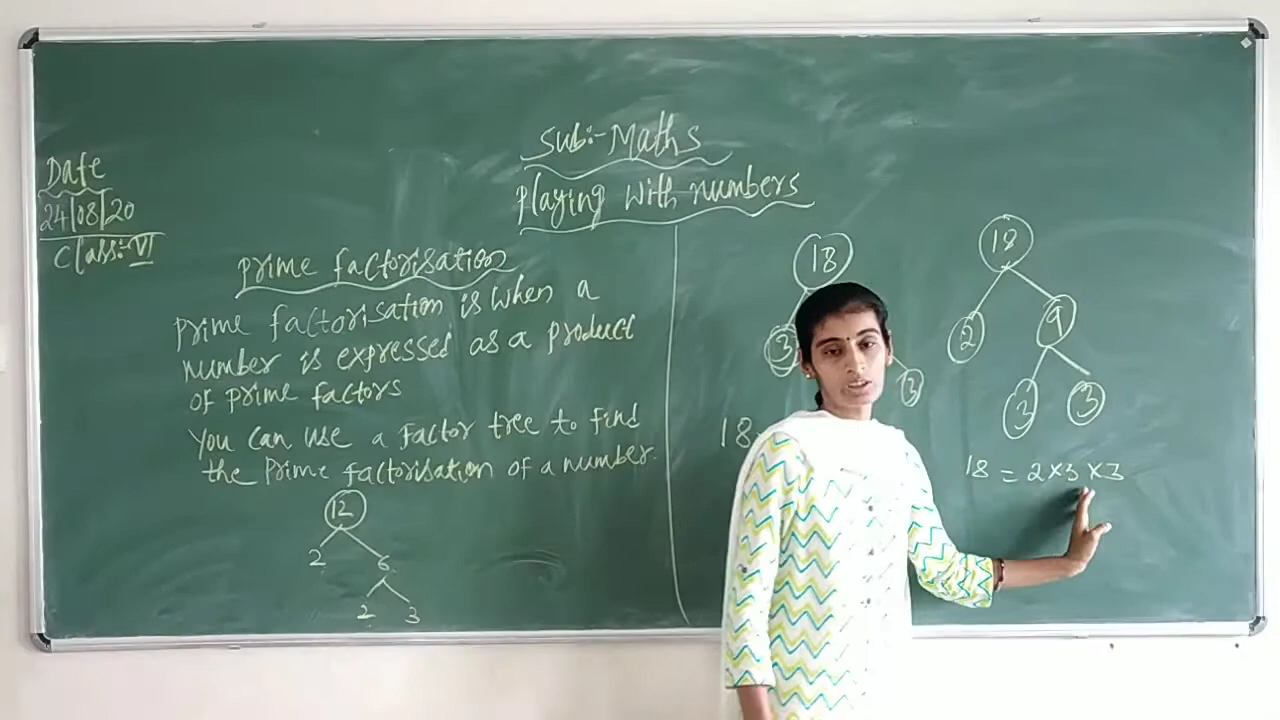 Sub:- Maths
Playing with numbers
Date
24/08/20
Class:- VI
Prime factorisation
Prime factorisation is when a
number is expressed as a product
of prime factors
You can use a factor tree to find
the Prime factorisation of a number.
12
2 6
2 3
18
3
3
18
18
2 9
3 3
18 = 2×3×3